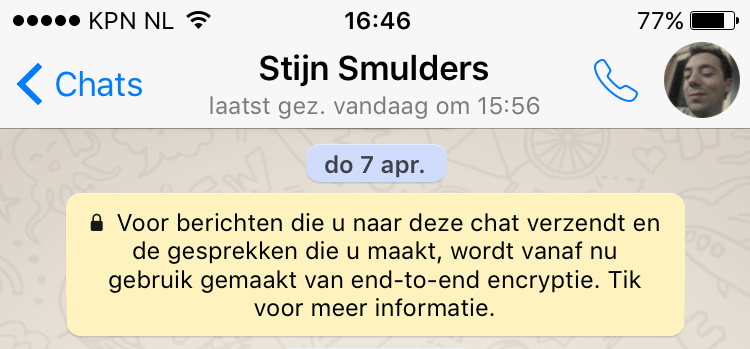 KPN NL 16:46 77%
Chats Stijn Smulders
laatst gez. vandaag om 15:56
do 7 apr.
Voor berichten die u naar deze chat verzendt en
de gesprekken die u maakt, wordt vanaf nu
gebruik gemaakt van end-to-end encryptie. Tik
voor meer informatie.